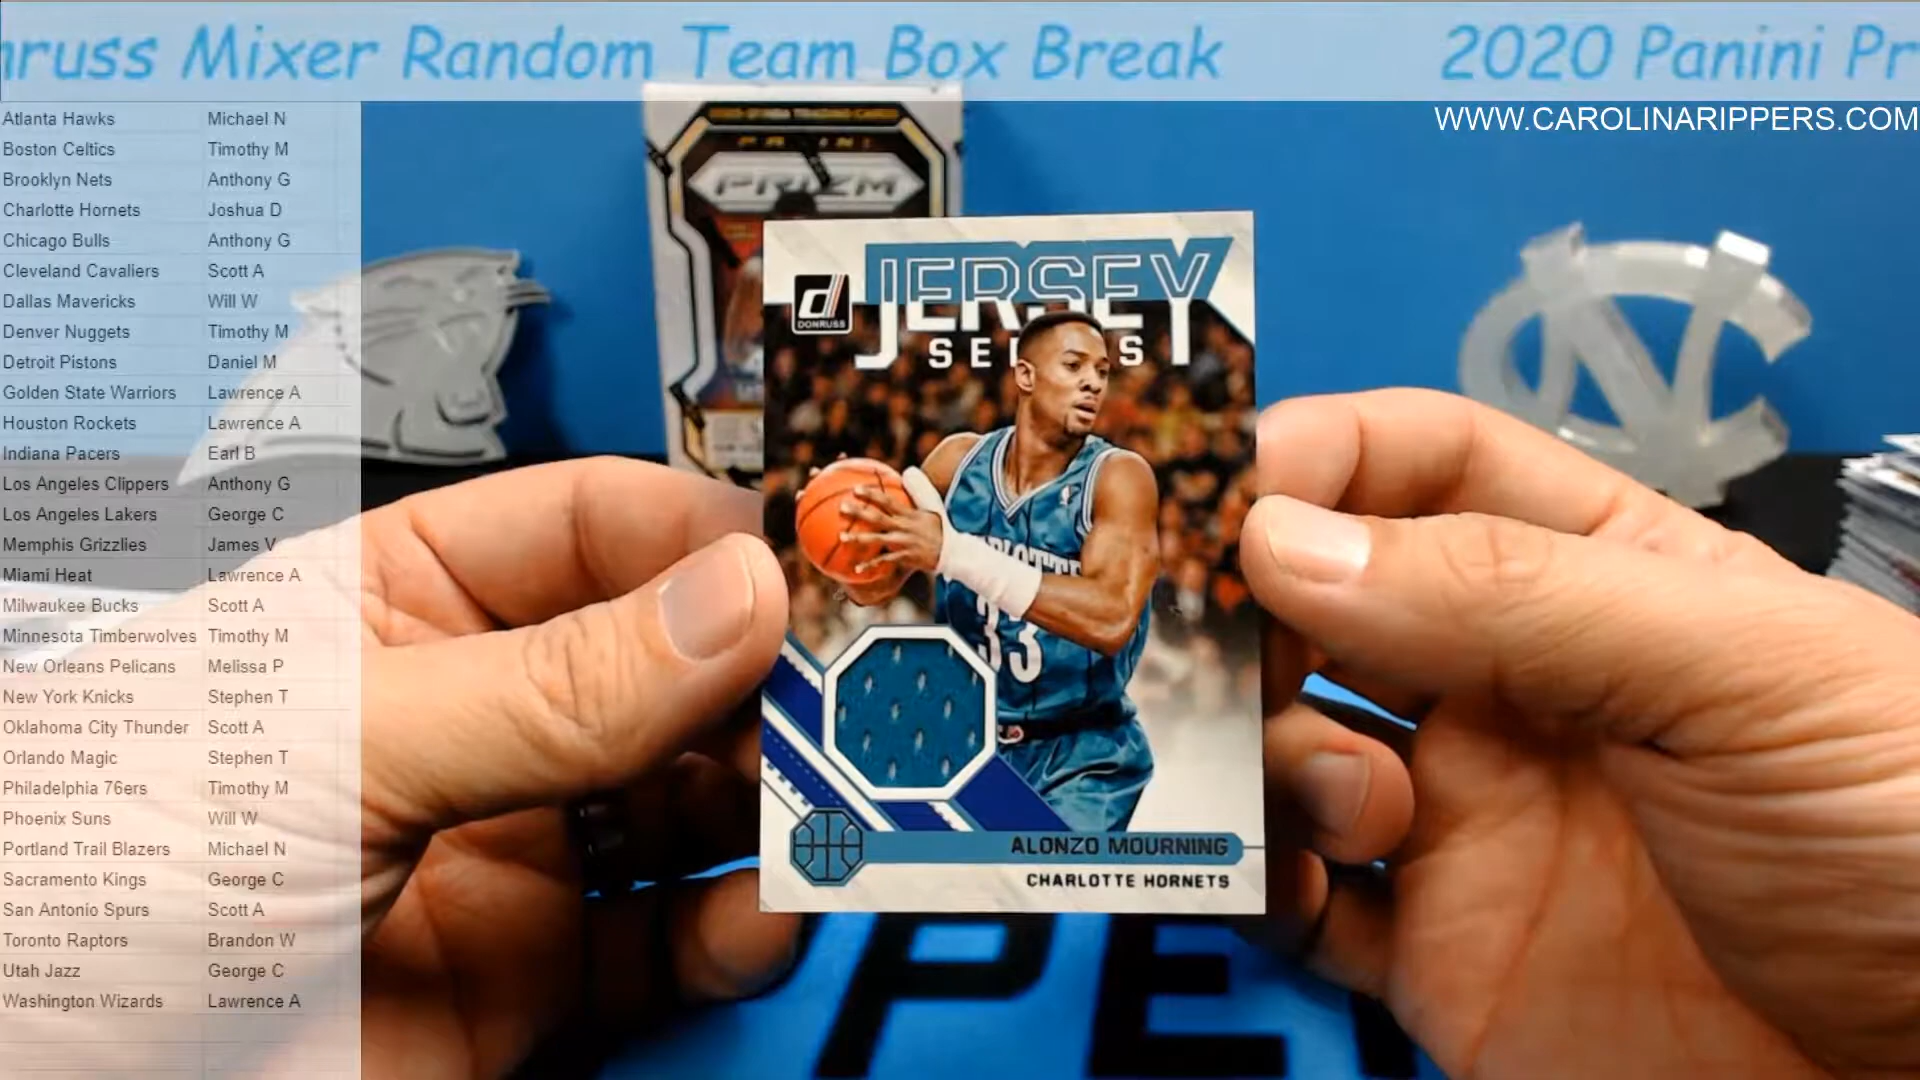 nruss Mixer Random Team Box Break 2020 Panini Pr
WWW.CAROLINARIPPERS.COM
Atlanta Hawks Michael N
Boston Celtics Timothy M
Brooklyn Nets Anthony G
Charlotte Hornets Joshua D
Chicago Bulls Anthony G
Cleveland Cavaliers Scott A
Dallas Mavericks Will W
Denver Nuggets Timothy M
Detroit Pistons Daniel M
Golden State Warriors Lawrence A
Houston Rockets Lawrence A
Indiana Pacers Earl B
Los Angeles Clippers Anthony G
Los Angeles Lakers George C
Memphis Grizzlies James V
Miami Heat Lawrence A
Milwaukee Bucks Scott A
Minnesota Timberwolves Timothy M
New Orleans Pelicans Melissa P
New York Knicks Stephen T
Oklahoma City Thunder Scott A
Orlando Magic Stephen T
Philadelphia 76ers Timothy M
Phoenix Suns Will W
Portland Trail Blazers Michael N
Sacramento Kings George C
San Antonio Spurs Scott A
Toronto Raptors Brandon W
Utah Jazz George C
Washington Wizards Lawrence A
PRIZM
JERSEY
SERIES
d
DONRUSS
CHARLOTTE
33
ALONZO MOURNING
CHARLOTTE HORNETS
NC
PE